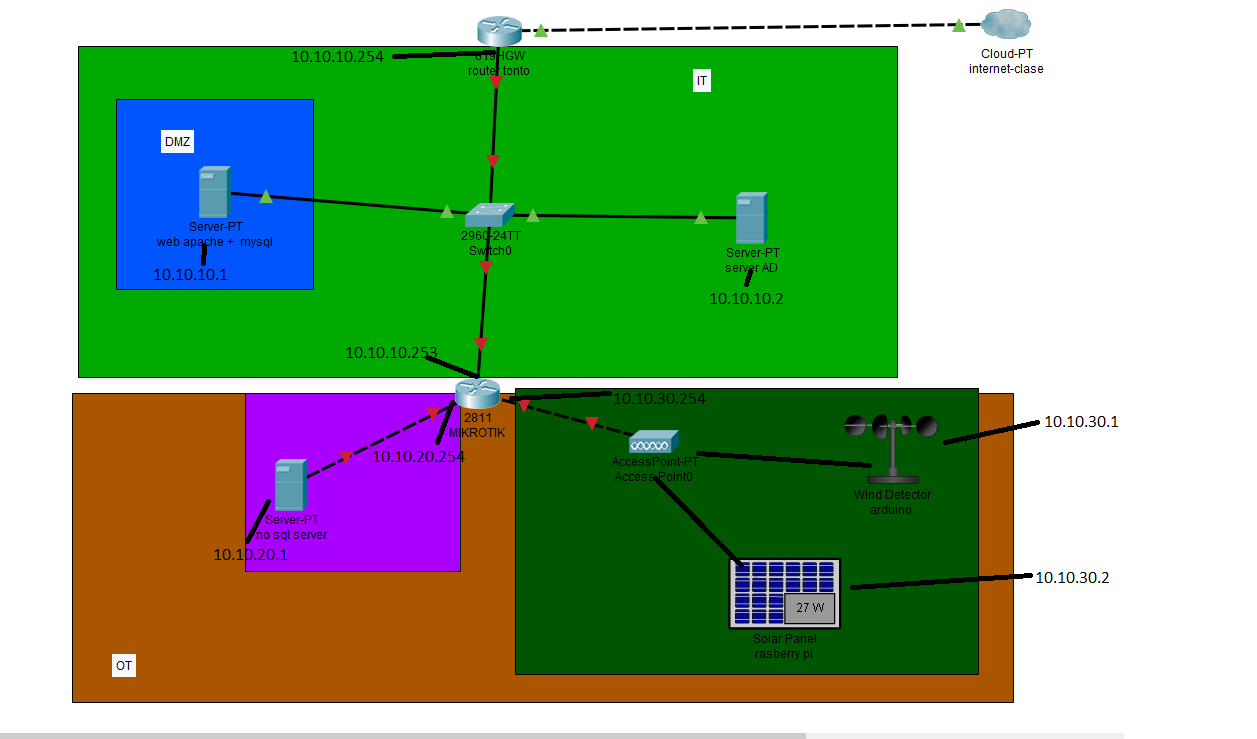 Cloud-PT
internet-clase
10.10.10.254
819HGW
router tonto
IT
DMZ
Server-PT
web apache + mysql
10.10.10.1
2960-24TT
Switch0
Server-PT
server AD
10.10.10.2
10.10.10.253
2811
MIKROTIK
10.10.30.254
10.10.20.254
Server-PT
no sql server
10.10.20.1
AccessPoint-PT
Access Point0
10.10.30.1
Wind Detector
arduino
27 W
10.10.30.2
Solar Panel
rasberry pi
OT